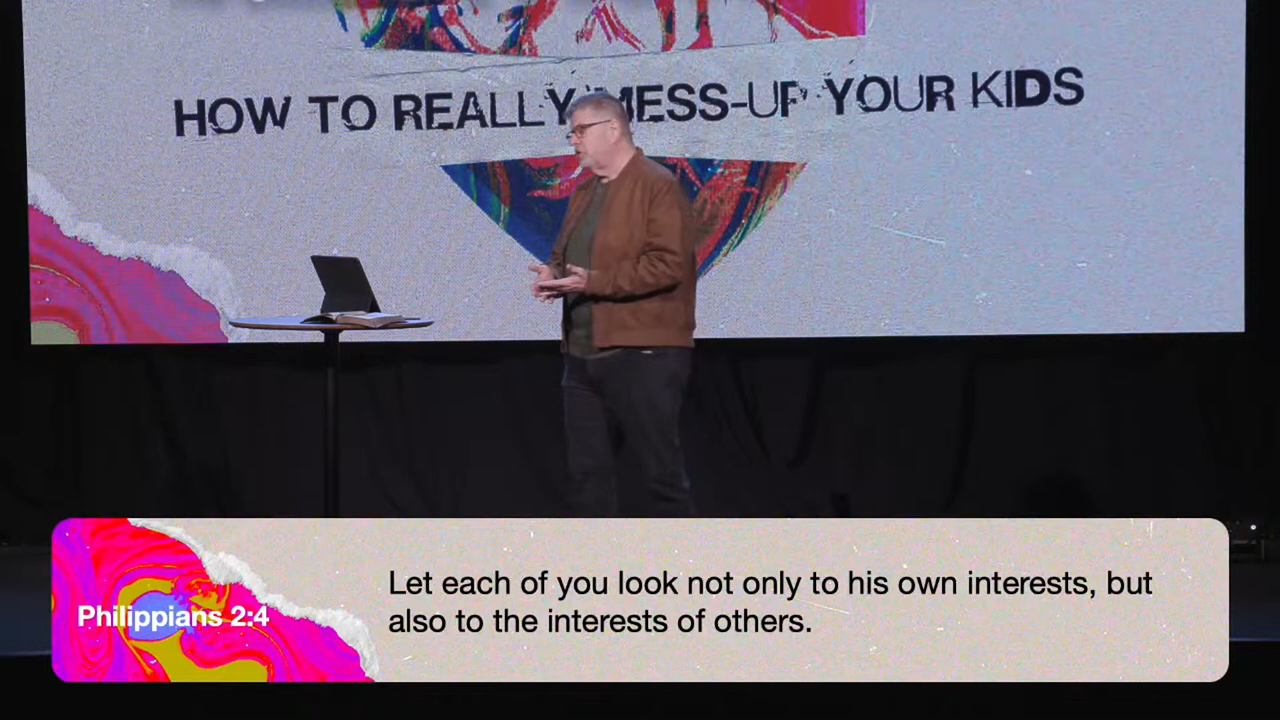 HOW TO REALLY MESS-UP YOUR KIDS
Philippians 2:4
Let each of you look not only to his own interests, but
also to the interests of others.